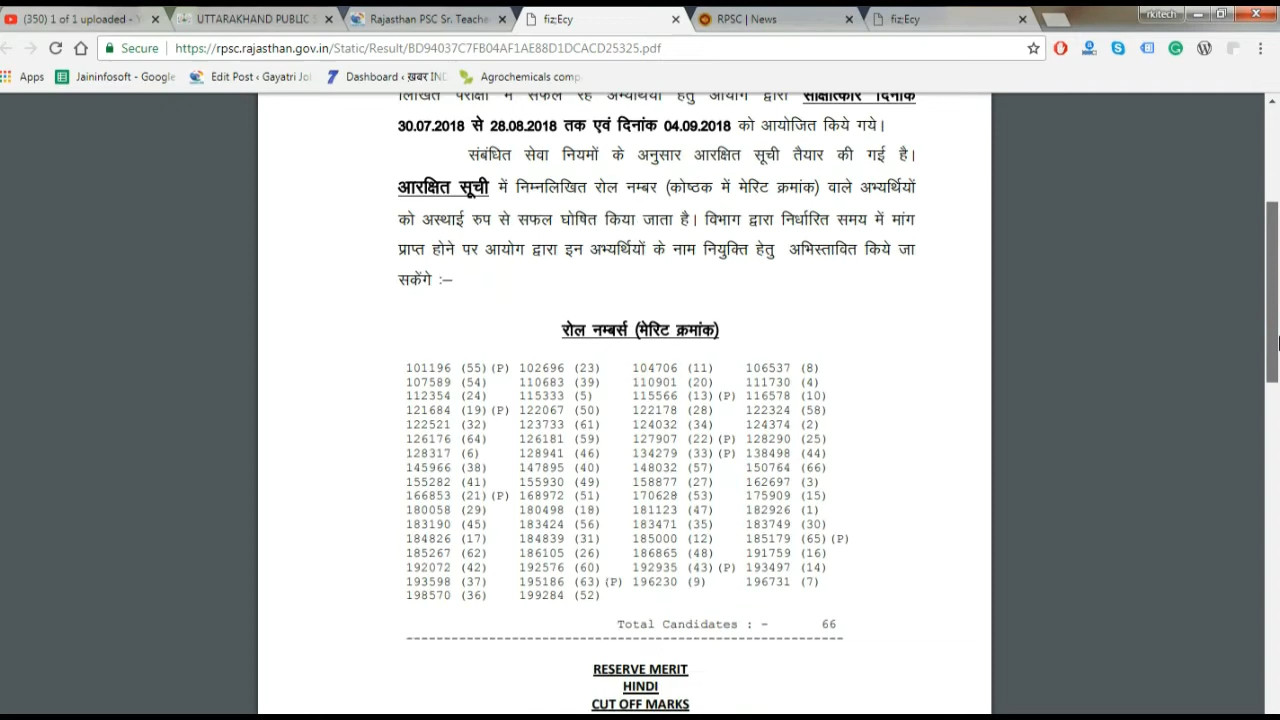 (350) 1 of 1 uploaded - Y
UTTARAKHAND PUBLIC S
Rajasthan PSC Sr. Teache
fiz;Ecy
RPSC | News
fiz;Ecy
rkitech
Secure
https://rpsc.rajasthan.gov.in/Static/Result/BD94037C7FB04AF1AE88D1DCACD25325.pdf
Apps
Jaininfosoft - Google
Edit Post ‹ Gayatri Jo
Dashboard ‹ ख़बर IND
Agrochemicals comp
लिखित परीक्षा में सफल रहे अभ्यर्थियों हेतु आयोग द्वारा साक्षात्कार दिनांक
30.07.2018 से 28.08.2018 तक एवं दिनांक 04.09.2018 को आयोजित किये गये।
संबंधित सेवा नियमों के अनुसार आरक्षित सूची तैयार की गई है।
आरक्षित सूची में निम्नलिखित रोल नम्बर (कोष्ठक में मेरिट क्रमांक) वाले अभ्यर्थियों
को अस्थाई रुप से सफल घोषित किया जाता है। विभाग द्वारा निर्धारित समय में मांग
प्राप्त होने पर आयोग द्वारा इन अभ्यर्थियों के नाम नियुक्ति हेतु अभिस्तावित किये जा
सकेंगे :–
रोल नम्बर्स (मेरिट क्रमांक)
101196 (55)(P) 102696 (23) 104706 (11) 106537 (8)
107589 (54) 110683 (39) 110901 (20) 111730 (4)
112354 (24) 115333 (5) 115566 (13)(P) 116578 (10)
121684 (19)(P) 122067 (50) 122178 (28) 122324 (58)
122521 (32) 123733 (61) 124032 (34) 124374 (2)
126176 (64) 126181 (59) 127907 (22)(P) 128290 (25)
128317 (6) 128941 (46) 134279 (33)(P) 138498 (44)
145966 (38) 147895 (40) 148032 (57) 150764 (66)
155282 (41) 155930 (49) 158877 (27) 162697 (3)
166853 (21)(P) 168972 (51) 170628 (53) 175909 (15)
180058 (29) 180498 (18) 181123 (47) 182926 (1)
183190 (45) 183424 (56) 183471 (35) 183749 (30)
184826 (17) 184839 (31) 185000 (12) 185179 (65)(P)
185267 (62) 186105 (26) 186865 (48) 191759 (16)
192072 (42) 192576 (60) 192935 (43)(P) 193497 (14)
193598 (37) 195186 (63)(P) 196230 (9) 196731 (7)
198570 (36) 199284 (52)
Total Candidates : - 66
RESERVE MERIT
HINDI
CUT OFF MARKS